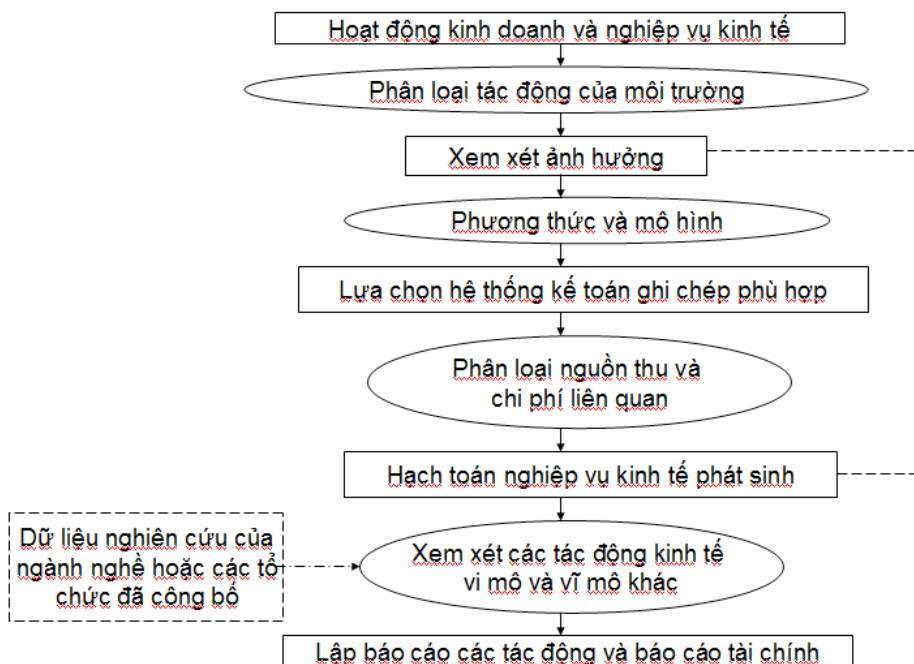 Hoạt động kinh doanh và nghiệp vụ kinh tế
Phân loại tác động của môi trường
Xem xét ảnh hưởng
Phương thức và mô hình
Lựa chọn hệ thống kế toán ghi chép phù hợp
Phân loại nguồn thu và
chi phí liên quan
Hạch toán nghiệp vụ kinh tế phát sinh
Dữ liệu nghiên cứu của
ngành nghề hoặc các tổ
chức đã công bố
Xem xét các tác động kinh tế
vi mô và vĩ mô khác
Lập báo cáo các tác động và báo cáo tài chính